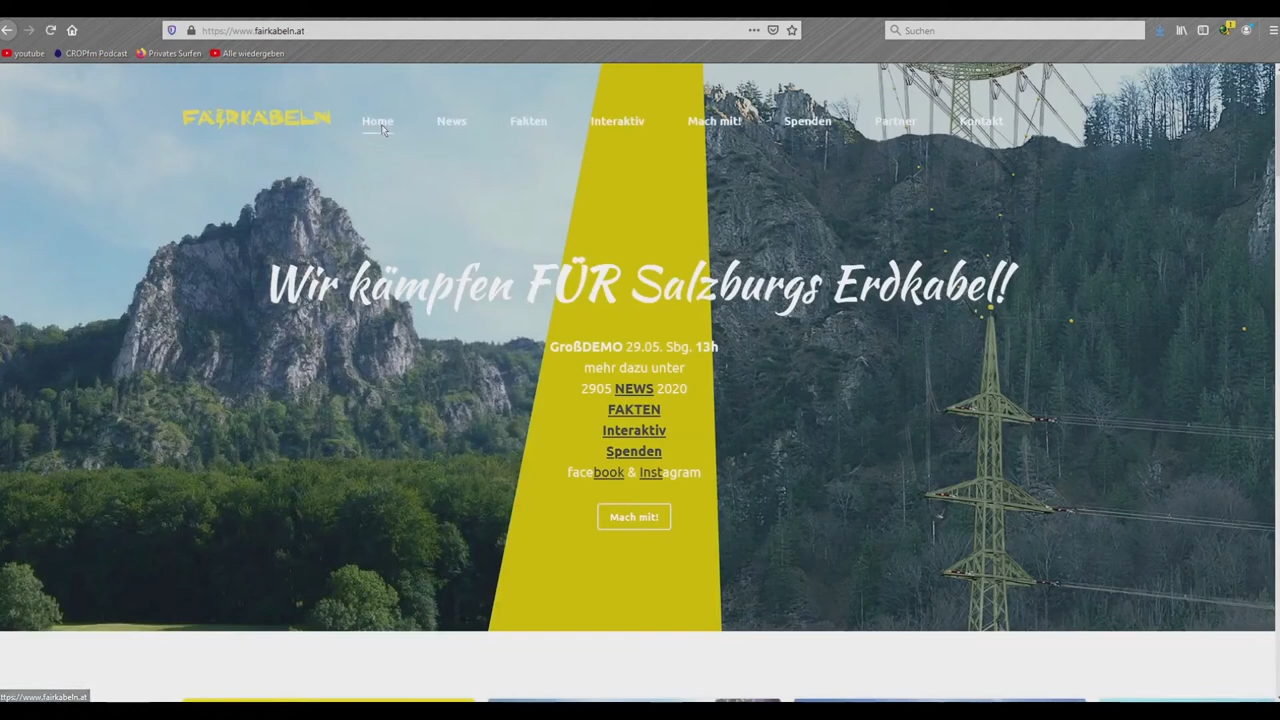 https://www.fairkabeln.at
Suchen
youtube
CROPfm Podcast
Privates Surfen
Alle wiedergeben
FAIRKABELN
Home
News
Fakten
Interaktiv
Mach mit!
Spenden
Partner
Kontakt
Wir kämpfen FÜR Salzburgs Erdkabel!
GroßDEMO 29.05. Sbg. 13h
mehr dazu unter
2905 NEWS 2020
FAKTEN
Interaktiv
Spenden
facebook & Instagram
Mach mit!
ttps://www.fairkabeln.at